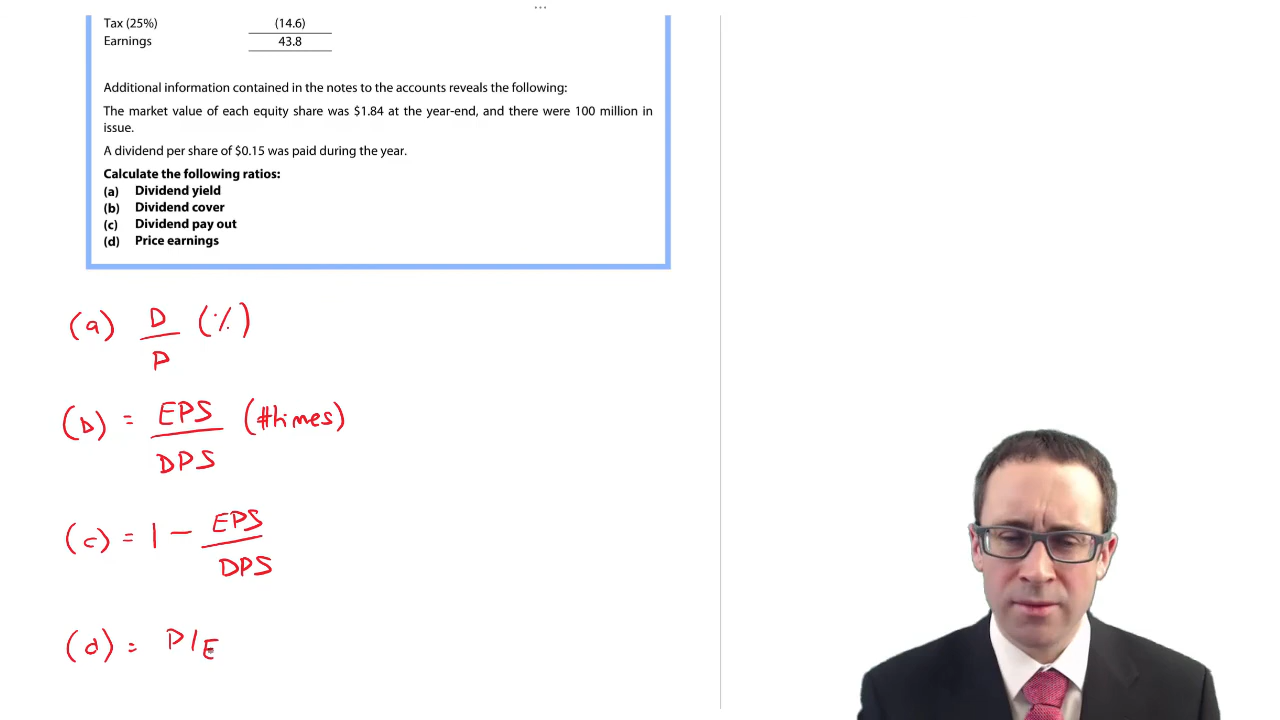 ...
Tax (25%) (14.6)
Earnings 43.8
Additional information contained in the notes to the accounts reveals the following:
The market value of each equity share was $1.84 at the year-end, and there were 100 million in
issue.
A dividend per share of $0.15 was paid during the year.
Calculate the following ratios:
(a) Dividend yield
(b) Dividend cover
(c) Dividend pay out
(d) Price earnings
(a) D/P (%)
(b) = EPS/DPS (#times)
(c) = 1 - EPS/DPS
(d) = P/E